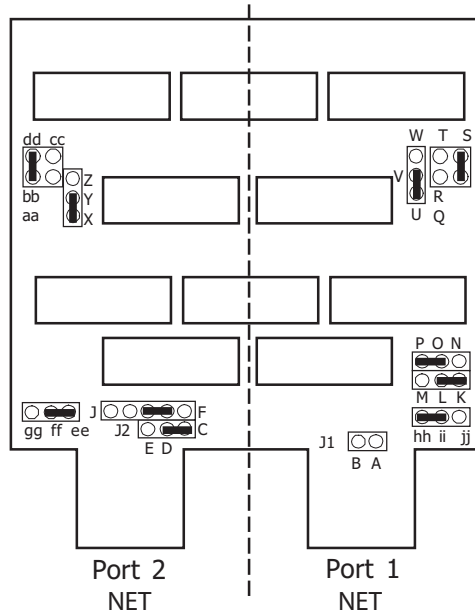 dd cc
W T S
Z
V
Y
bb
R
aa
X
U Q
P O N
M L K
J F
gg ff ee
J2 C
hh ii jj
E D
J1
B A
Port 2
Port 1
NET
NET